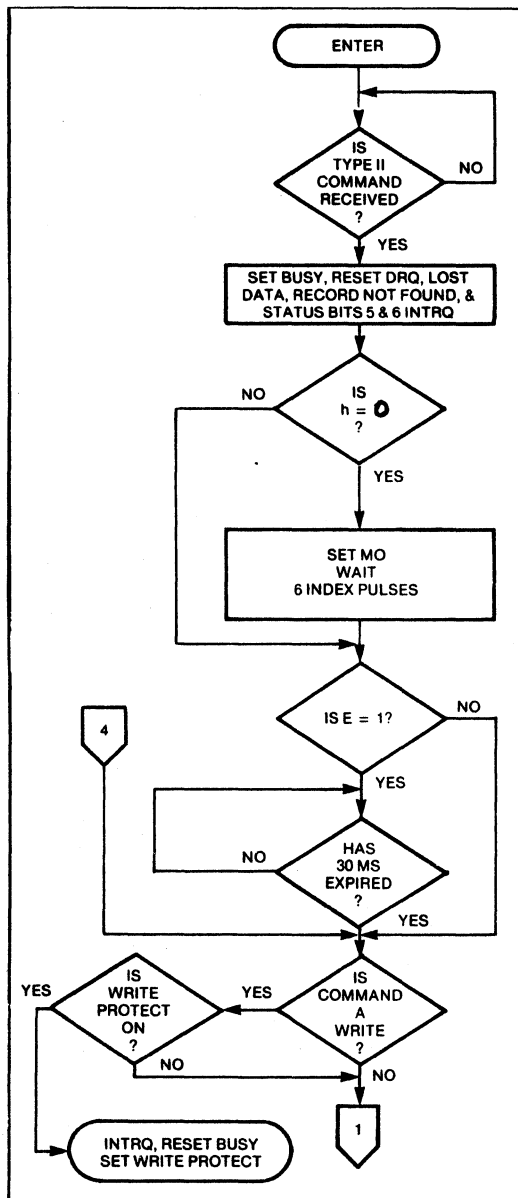 ENTER
IS
TYPE II
COMMAND
RECEIVED
?
NO
YES
SET BUSY, RESET DRQ, LOST
DATA, RECORD NOT FOUND, &
STATUS BITS 5 & 6 INTRQ
NO
IS
h = 0
?
YES
SET MO
WAIT
6 INDEX PULSES
4
IS E = 1?
NO
YES
NO
HAS
30 MS
EXPIRED
?
YES
YES
IS
WRITE
PROTECT
ON
?
YES
IS
COMMAND
A
WRITE
?
NO
NO
INTRQ, RESET BUSY
SET WRITE PROTECT
1